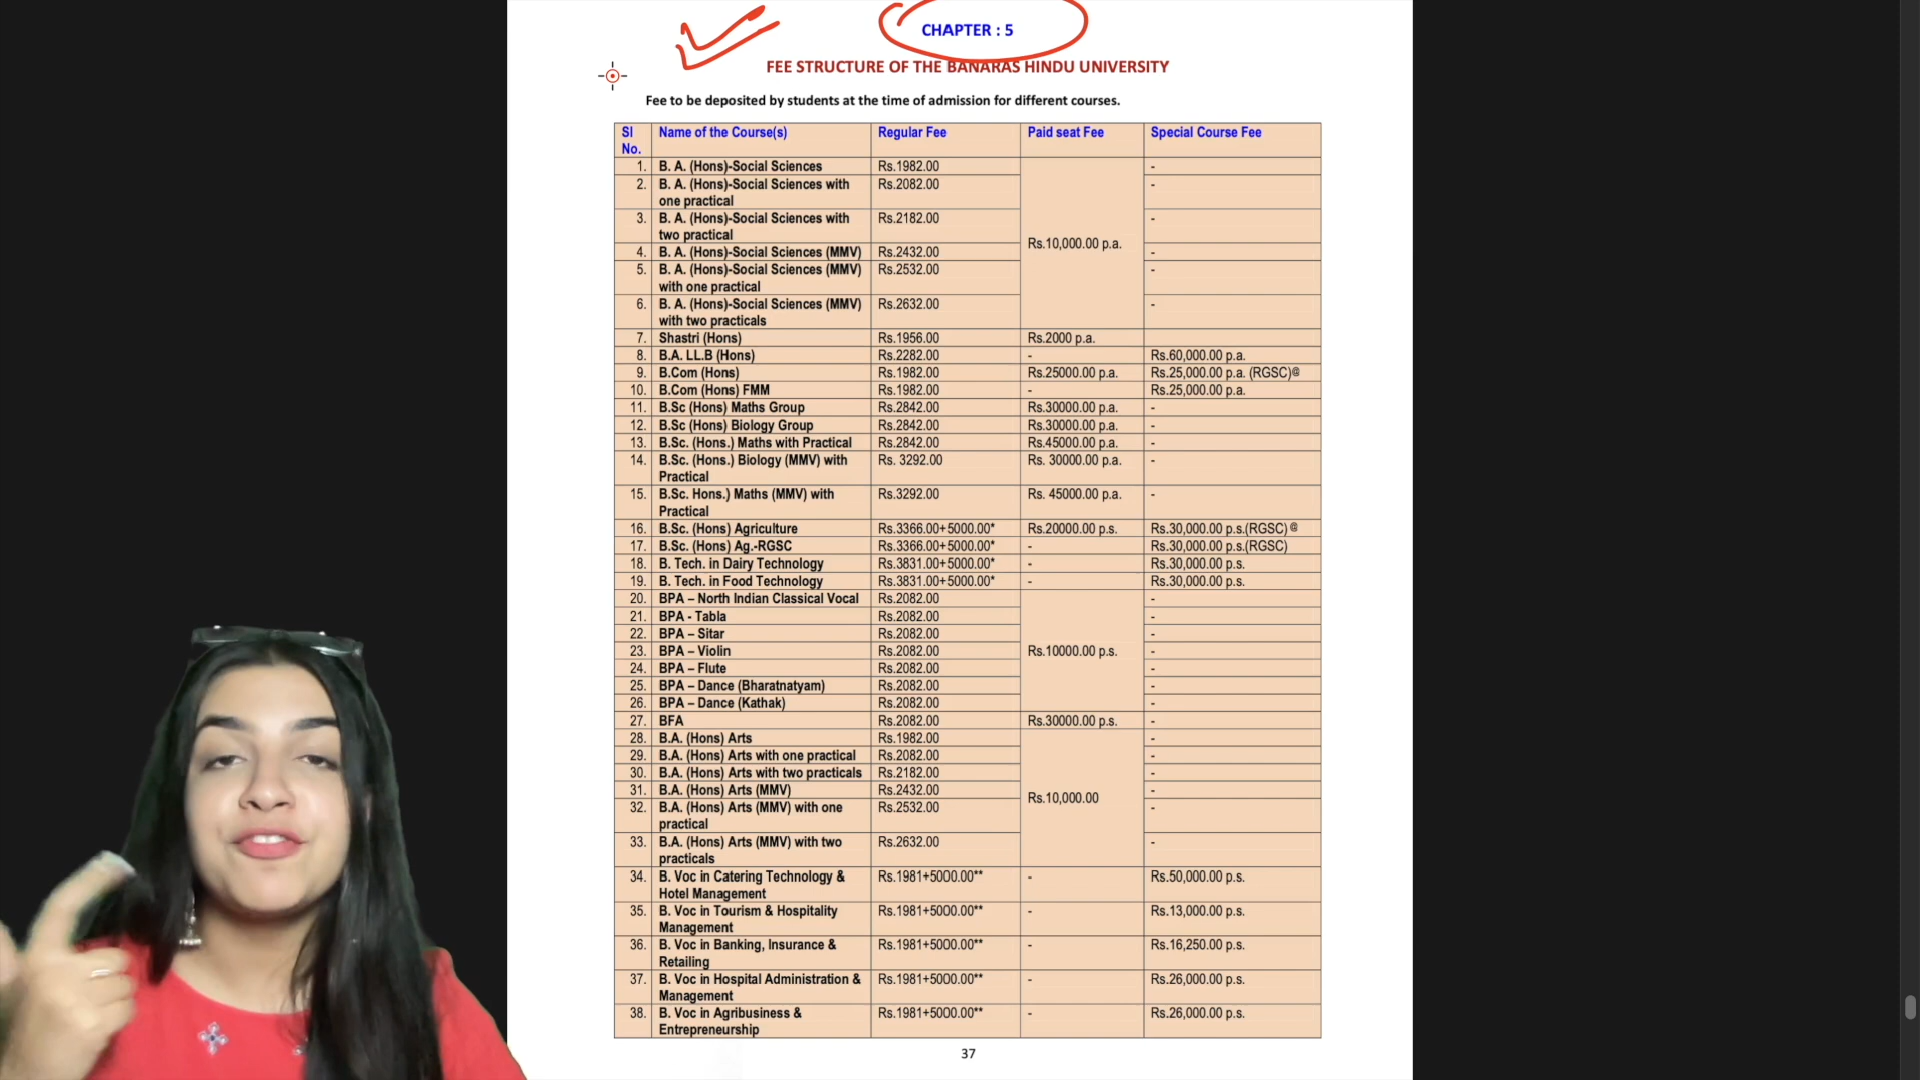 CHAPTER : 5
FEE STRUCTURE OF THE BANARAS HINDU UNIVERSITY
Fee to be deposited by students at the time of admission for different courses.
Sl No. Name of the Course(s) Regular Fee Paid seat Fee Special Course Fee
1. B. A. (Hons)-Social Sciences Rs.1982.00 -
2. B. A. (Hons)-Social Sciences with Rs.2082.00 -
one practical
3. B. A. (Hons)-Social Sciences with Rs.2182.00 -
two practical
Rs.10,000.00 p.a.
4. B. A. (Hons)-Social Sciences (MMV) Rs.2432.00 -
5. B. A. (Hons)-Social Sciences (MMV) Rs.2532.00 -
with one practical
6. B. A. (Hons)-Social Sciences (MMV) Rs.2632.00 -
with two practicals
7. Shastri (Hons) Rs.1956.00 Rs.2000 p.a.
8. B.A. LL.B (Hons) Rs.2282.00 - Rs.60,000.00 p.a.
9. B.Com (Hons) Rs.1982.00 Rs.25000.00 p.a. Rs.25,000.00 p.a. (RGSC)@
10. B.Com (Hons) FMM Rs.1982.00 - Rs.25,000.00 p.a.
11. B.Sc (Hons) Maths Group Rs.2842.00 Rs.30000.00 p.a. -
12. B.Sc (Hons) Biology Group Rs.2842.00 Rs.30000.00 p.a. -
13. B.Sc. (Hons.) Maths with Practical Rs.2842.00 Rs.45000.00 p.a. -
14. B.Sc. (Hons.) Biology (MMV) with Rs. 3292.00 Rs. 30000.00 p.a. -
Practical
15. B.Sc. Hons.) Maths (MMV) with Rs.3292.00 Rs. 45000.00 p.a. -
Practical
16. B.Sc. (Hons) Agriculture Rs.3366.00+5000.00* Rs.20000.00 p.s. Rs.30,000.00 p.s.(RGSC) @
17. B.Sc. (Hons) Ag.-RGSC Rs.3366.00+5000.00* - Rs.30,000.00 p.s.(RGSC)
18. B. Tech. in Dairy Technology Rs.3831.00+5000.00* - Rs.30,000.00 p.s.
19. B. Tech. in Food Technology Rs.3831.00+5000.00* - Rs.30,000.00 p.s.
20. BPA – North Indian Classical Vocal Rs.2082.00 -
21. BPA - Tabla Rs.2082.00 -
22. BPA – Sitar Rs.2082.00 -
23. BPA – Violin Rs.2082.00 Rs.10000.00 p.s. -
24. BPA – Flute Rs.2082.00 -
25. BPA – Dance (Bharatnatyam) Rs.2082.00 -
26. BPA – Dance (Kathak) Rs.2082.00 -
27. BFA Rs.2082.00 Rs.30000.00 p.s. -
28. B.A. (Hons) Arts Rs.1982.00 -
29. B.A. (Hons) Arts with one practical Rs.2082.00 -
30. B.A. (Hons) Arts with two practicals Rs.2182.00 -
31. B.A. (Hons) Arts (MMV) Rs.2432.00 -
Rs.10,000.00
32. B.A. (Hons) Arts (MMV) with one Rs.2532.00 -
practical
33. B.A. (Hons) Arts (MMV) with two Rs.2632.00 -
practicals
34. B. Voc in Catering Technology & Rs.1981+5000.00** - Rs.50,000.00 p.s.
Hotel Management
35. B. Voc in Tourism & Hospitality Rs.1981+5000.00** - Rs.13,000.00 p.s.
Management
36. B. Voc in Banking, Insurance & Rs.1981+5000.00** - Rs.16,250.00 p.s.
Retailing
37. B. Voc in Hospital Administration & Rs.1981+5000.00** - Rs.26,000.00 p.s.
Management
38. B. Voc in Agribusiness & Rs.1981+5000.00** - Rs.26,000.00 p.s.
Entrepreneurship
37